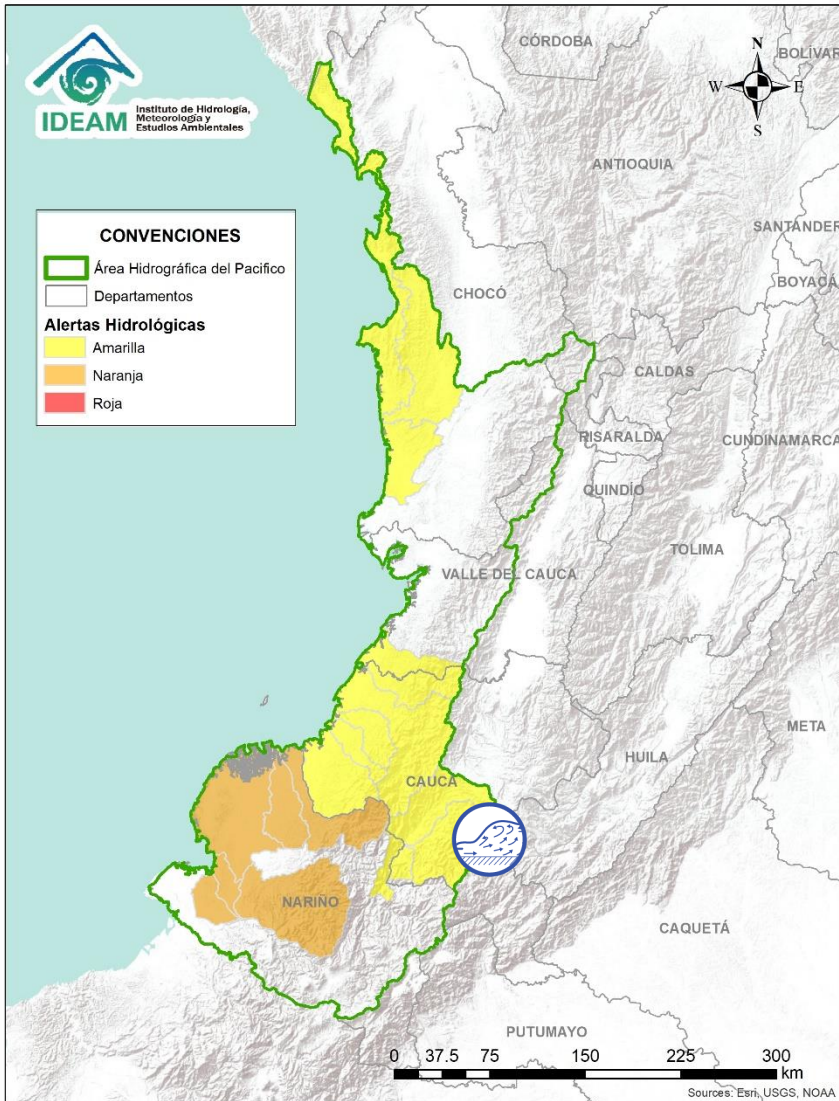 IDEAM
Instituto de Hidrología,
Meteorología y
Estudios Ambientales
CÓRDOBA
BOLÍVAR
N
W
E
S
ANTIOQUIA
SANTANDER
BOYACÁ
CONVENCIONES
Área Hidrográfica del Pacifico
Departamentos
Alertas Hidrológicas
Amarilla
Naranja
Roja
CHOCÓ
CALDAS
RISARALDA
CUNDINAMARCA
QUINDÍO
TOLIMA
VALLE DEL CAUCA
META
HUILA
CAUCA
NARIÑO
CAQUETÁ
PUTUMAYO
0 37.5 75 150 225 300
km
Sources: Esri, USGS, NOAA